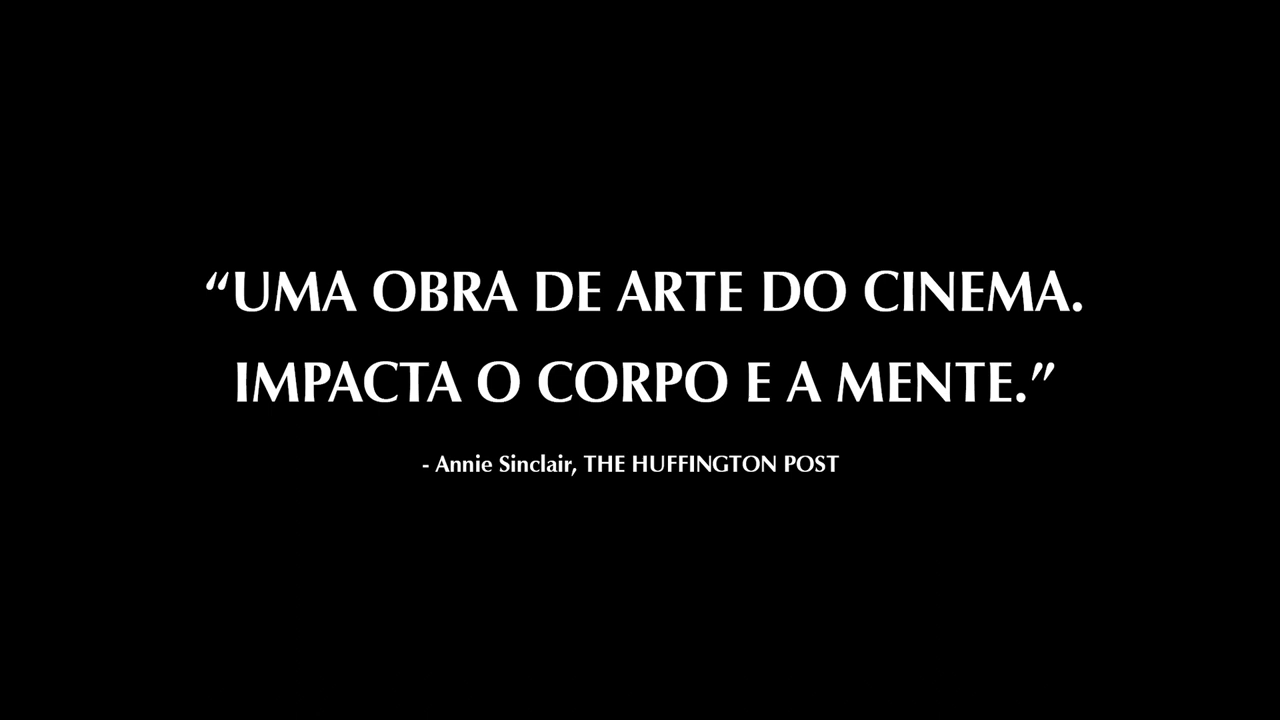 “UMA OBRA DE ARTE DO CINEMA.
IMPACTA O CORPO E A MENTE.”
- Annie Sinclair, THE HUFFINGTON POST